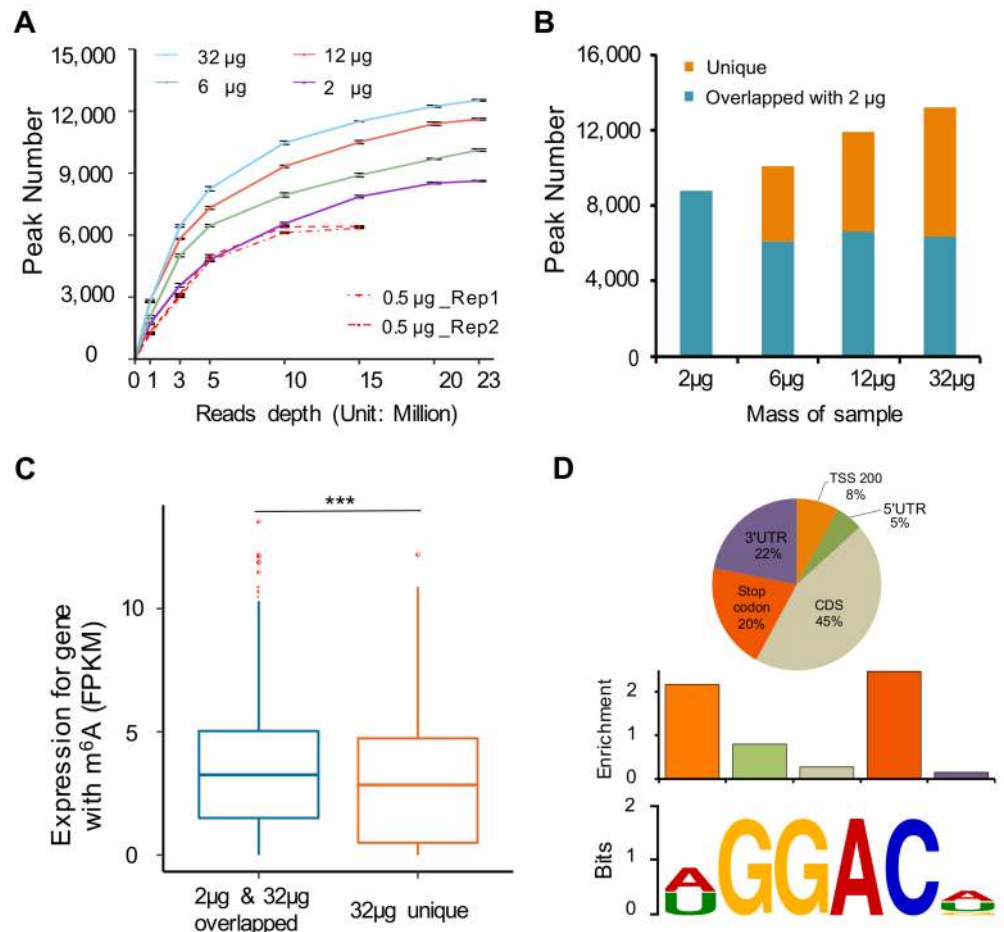 A
15,000
12,000
9,000
6,000
3,000
0
Peak Number
32 µg
12 µg
6 µg
2 µg
0.5 µg_Rep1
0.5 µg_Rep2
0 1 3 5 10 15 20 23
Reads depth (Unit: Million)
B
16,000
12,000
8,000
4,000
0
Peak Number
Unique
Overlapped with 2 µg
2µg 6µg 12µg 32µg
Mass of sample
C
***
10
5
0
Expression for gene
with m⁶A (FPKM)
2µg & 32µg
overlapped
32µg unique
D
TSS 200
8%
5'UTR
5%
3'UTR
22%
Stop
codon
20%
CDS
45%
2
1
0
Enrichment
2
1
0
Bits
A
U
GGAC
A
U